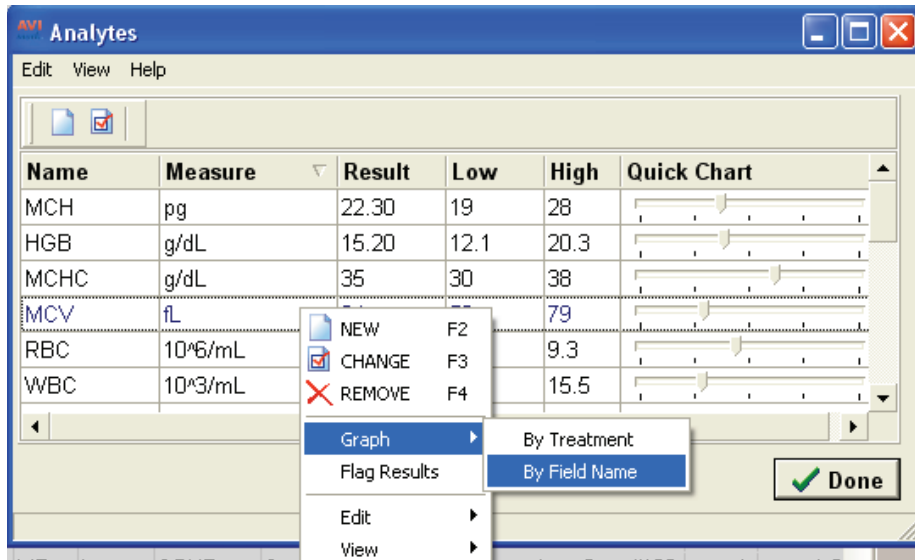 AVI Analytes
Edit View Help
Name Measure Result Low High Quick Chart
MCH pg 22.30 19 28
HGB g/dL 15.20 12.1 20.3
MCHC g/dL 35 30 38
MCV fL 79
RBC 10^6/mL 9.3
WBC 10^3/mL 15.5
NEW F2
CHANGE F3
REMOVE F4
Graph
By Treatment
By Field Name
Flag Results
Edit
View
Done